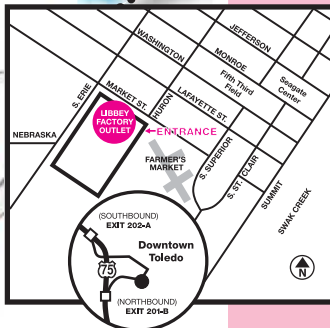 JEFFERSON
WASHINGTON
MONROE
Fifth Third
Field
Seagate
Center
S. ERIE
MARKET ST.
HURON
LAFAYETTE ST.
LIBBEY
FACTORY
OUTLET
ENTRANCE
NEBRASKA
FARMER'S
MARKET
S. SUPERIOR
S. ST. CLAIR
SUMMIT
SWAK CREEK
(SOUTHBOUND)
EXIT 202-A
Downtown
Toledo
75
(NORTHBOUND)
EXIT 201-B
N